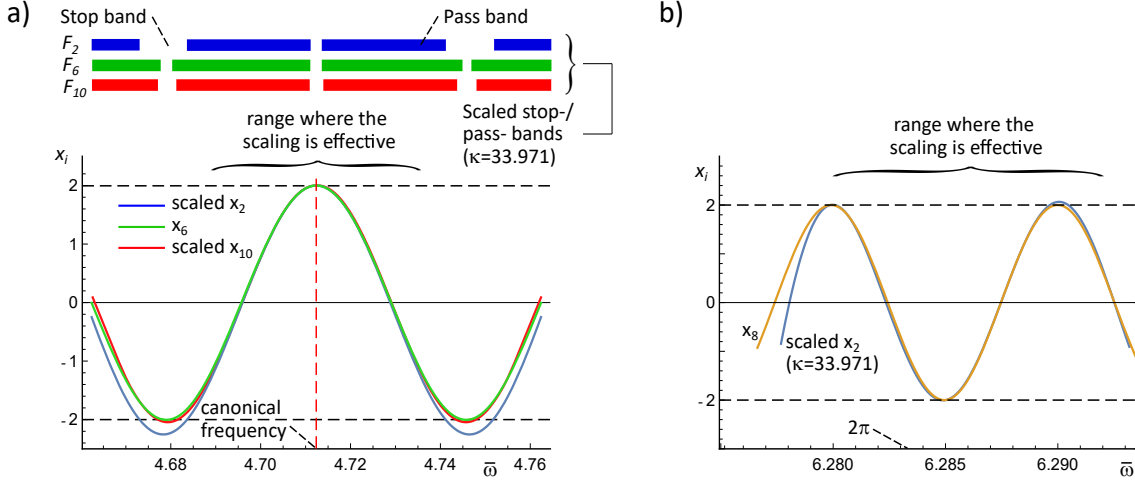 a)
Stop band
Pass band
F2
F6
F10
Scaled stop-/
pass- bands
(κ=33.971)
range where the
scaling is effective
xi
2
1
0
-1
-2
scaled x2
x6
scaled x10
canonical
frequency
4.68
4.70
4.72
4.74
4.76
ω̅
b)
range where the
scaling is effective
xi
2
0
-2
x8
scaled x2
(κ=33.971)
2π
6.280
6.285
6.290
ω̅